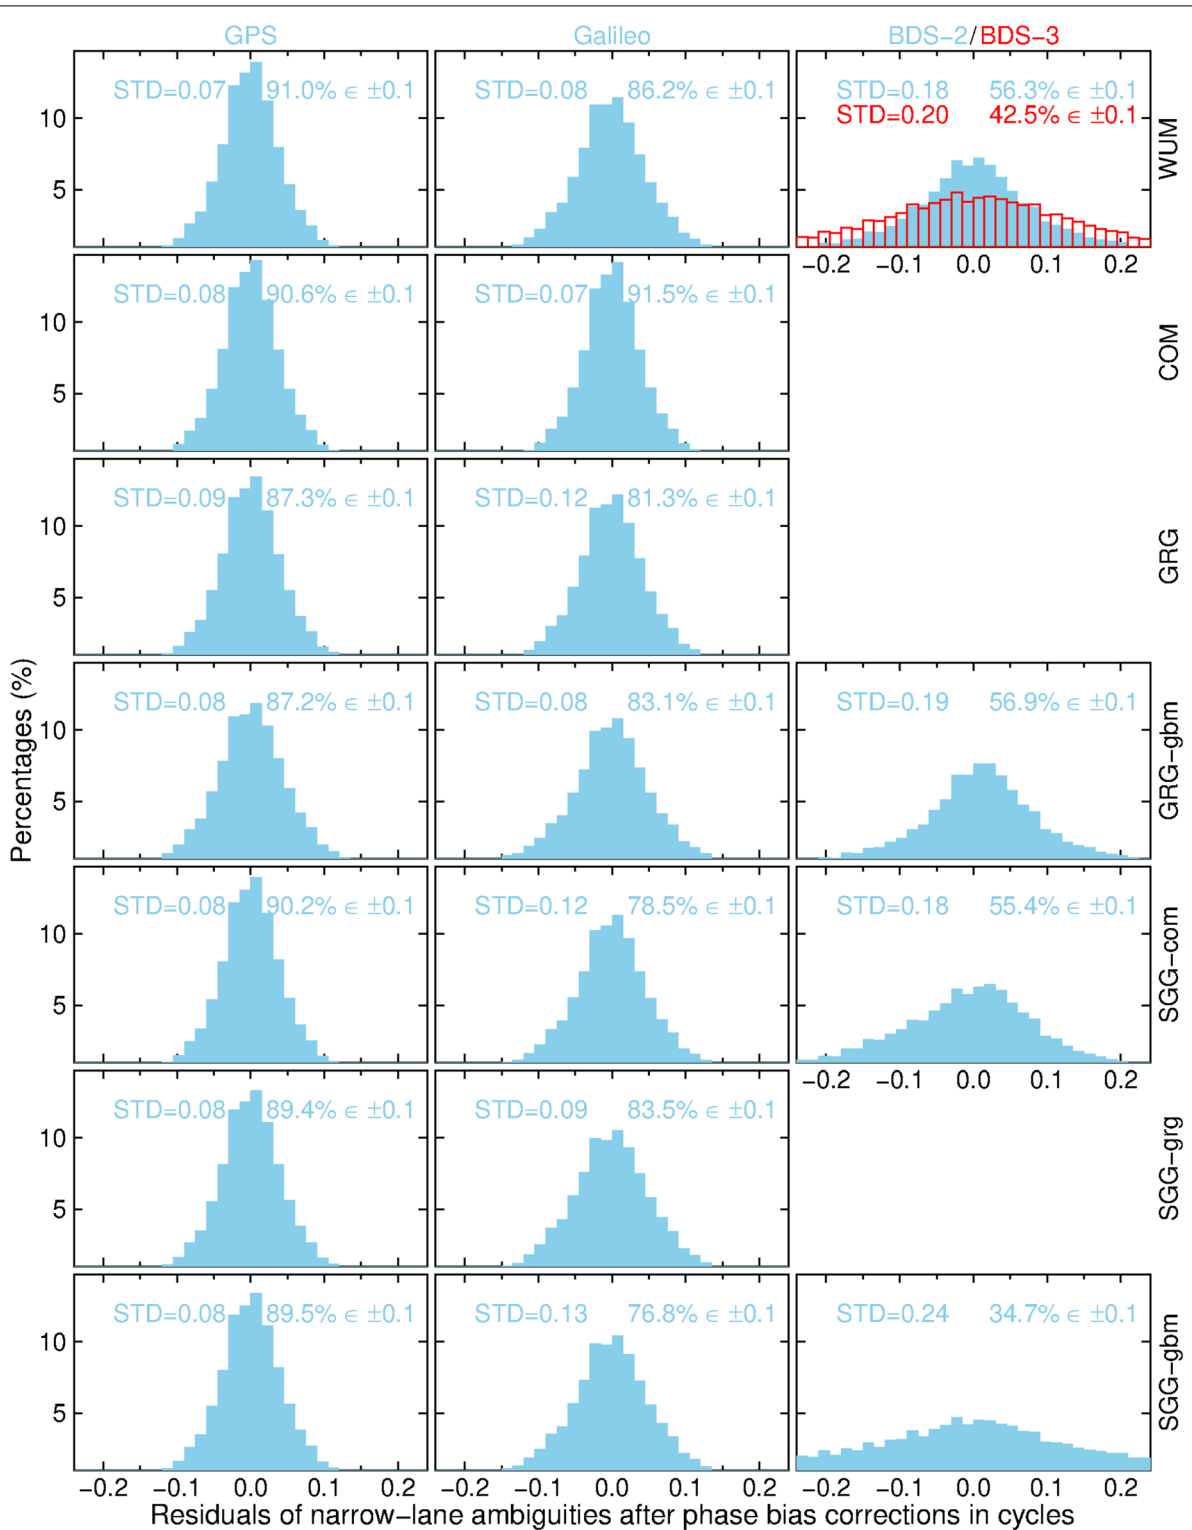 GPS Galileo BDS−2/BDS−3
STD=0.07 91.0% ∈ ±0.1 STD=0.08 86.2% ∈ ±0.1 STD=0.18 56.3% ∈ ±0.1
STD=0.20 42.5% ∈ ±0.1
10
5
WUM
−0.2 −0.1 0.0 0.1 0.2
STD=0.08 90.6% ∈ ±0.1 STD=0.07 91.5% ∈ ±0.1
10
5
COM
STD=0.09 87.3% ∈ ±0.1 STD=0.12 81.3% ∈ ±0.1
10
5
GRG
Percentages (%)
STD=0.08 87.2% ∈ ±0.1 STD=0.08 83.1% ∈ ±0.1 STD=0.19 56.9% ∈ ±0.1
10
5
GRG−gbm
STD=0.08 90.2% ∈ ±0.1 STD=0.12 78.5% ∈ ±0.1 STD=0.18 55.4% ∈ ±0.1
10
5
SGG−com
−0.2 −0.1 0.0 0.1 0.2
STD=0.08 89.4% ∈ ±0.1 STD=0.09 83.5% ∈ ±0.1
10
5
SGG−grg
STD=0.08 89.5% ∈ ±0.1 STD=0.13 76.8% ∈ ±0.1 STD=0.24 34.7% ∈ ±0.1
10
5
SGG−gbm
−0.2 −0.1 0.0 0.1 0.2 −0.2 −0.1 0.0 0.1 0.2 −0.2 −0.1 0.0 0.1 0.2
Residuals of narrow−lane ambiguities after phase bias corrections in cycles